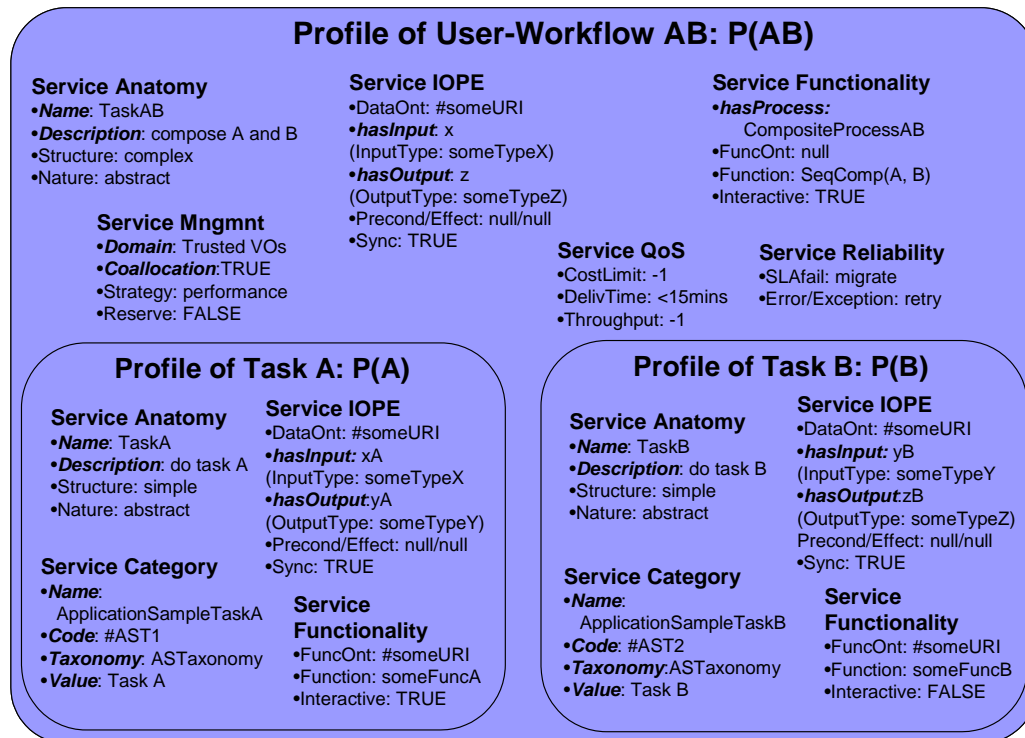 Profile of User-Workflow AB: P(AB)
Service Anatomy
•Name: TaskAB
•Description: compose A and B
•Structure: complex
•Nature: abstract
Service IOPE
•DataOnt: #someURI
•hasInput: x
(InputType: someTypeX)
•hasOutput: z
(OutputType: someTypeZ)
•Precond/Effect: null/null
•Sync: TRUE
Service Functionality
•hasProcess:
CompositeProcessAB
•FuncOnt: null
•Function: SeqComp(A, B)
•Interactive: TRUE
Service Mngmnt
•Domain: Trusted VOs
•Coallocation:TRUE
•Strategy: performance
•Reserve: FALSE
Service QoS
•CostLimit: -1
•DelivTime: <15mins
•Throughput: -1
Service Reliability
•SLAfail: migrate
•Error/Exception: retry
Profile of Task A: P(A)
Service Anatomy
•Name: TaskA
•Description: do task A
•Structure: simple
•Nature: abstract
Service IOPE
•DataOnt: #someURI
•hasInput: xA
(InputType: someTypeX
•hasOutput:yA
(OutputType: someTypeY)
•Precond/Effect: null/null
•Sync: TRUE
Service Category
•Name:
ApplicationSampleTaskA
•Code: #AST1
•Taxonomy: ASTaxonomy
•Value: Task A
Service
Functionality
•FuncOnt: #someURI
•Function: someFuncA
•Interactive: TRUE
Profile of Task B: P(B)
Service Anatomy
•Name: TaskB
•Description: do task B
•Structure: simple
•Nature: abstract
Service IOPE
•DataOnt: #someURI
•hasInput: yB
(InputType: someTypeY
•hasOutput:zB
(OutputType: someTypeZ)
Precond/Effect: null/null
•Sync: TRUE
Service Category
•Name:
ApplicationSampleTaskB
•Code: #AST2
•Taxonomy:ASTaxonomy
•Value: Task B
Service
Functionality
•FuncOnt: #someURI
•Function: someFuncB
•Interactive: FALSE